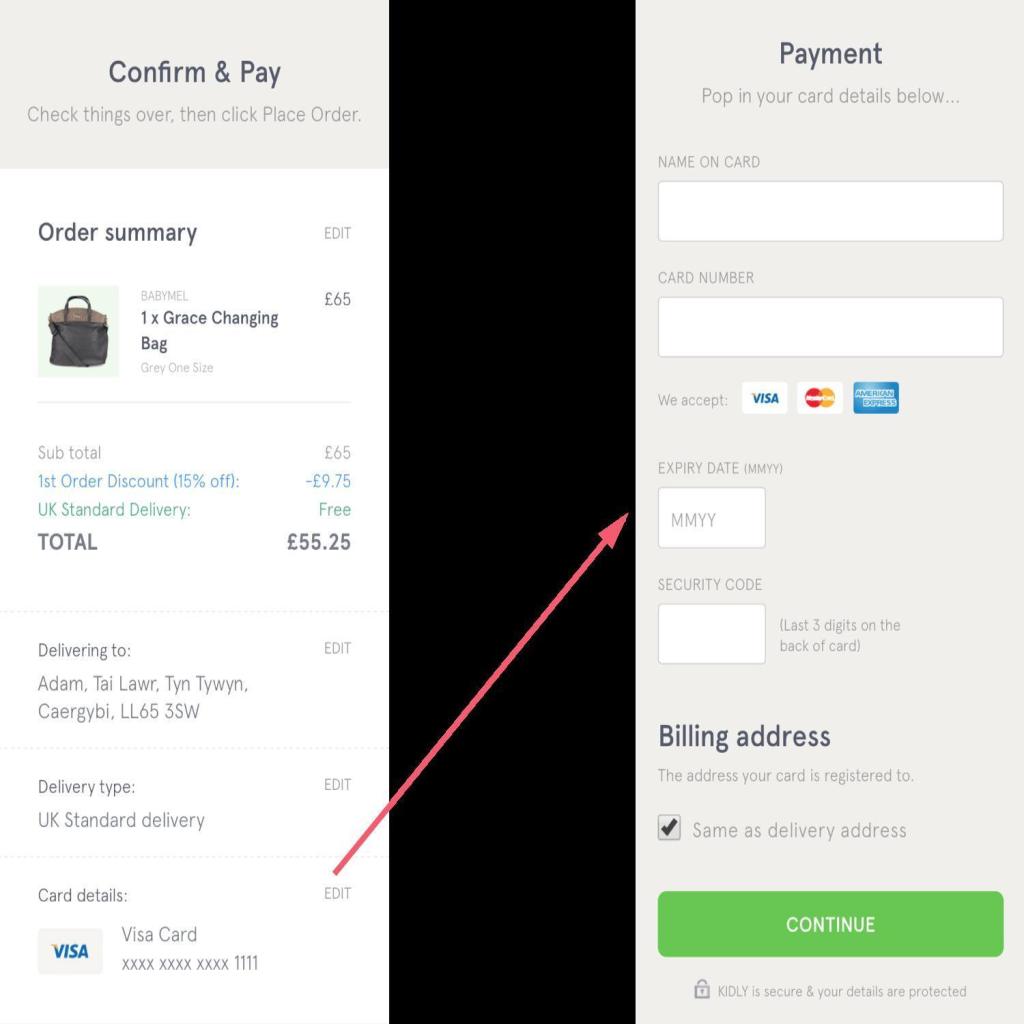 Confirm & Pay
Check things over, then click Place Order.
Order summary
EDIT
BABYMEL
1 x Grace Changing
Bag
Grey One Size
£65
Sub total £65
1st Order Discount (15% off): -£9.75
UK Standard Delivery: Free
TOTAL £55.25
Delivering to: EDIT
Adam, Tai Lawr, Tyn Tywyn,
Caergybi, LL65 3SW
Delivery type: EDIT
UK Standard delivery
Card details: EDIT
VISA
Visa Card
xxxx xxxx xxxx 1111
Payment
Pop in your card details below...
NAME ON CARD
CARD NUMBER
We accept: VISA MasterCard AMERICAN EXPRESS
EXPIRY DATE (MMYY)
MMYY
SECURITY CODE
(Last 3 digits on the
back of card)
Billing address
The address your card is registered to.
Same as delivery address
CONTINUE
KIDLY is secure & your details are protected